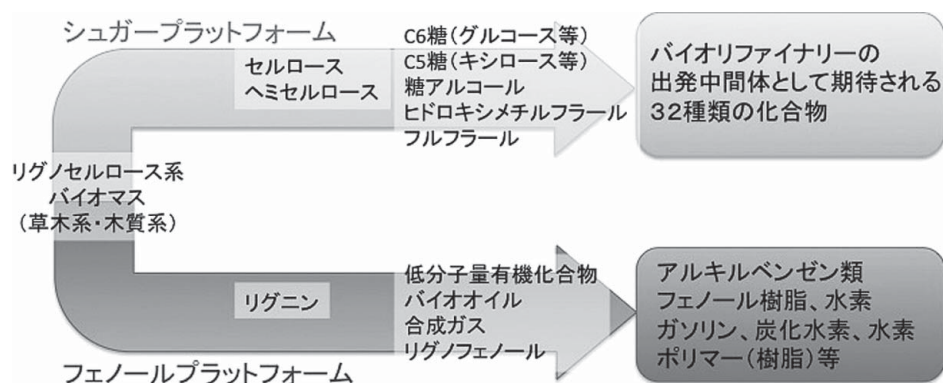 シュガープラットフォーム
セルロース
ヘミセルロース
C6糖(グルコース等)
C5糖(キシロース等)
糖アルコール
ヒドロキシメチルフラール
フルフラール
バイオリファイナリーの
出発中間体として期待される
32種類の化合物
リグノセルロース系
バイオマス
(草木系・木質系)
リグニン
低分子量有機化合物
バイオオイル
合成ガス
リグノフェノール
アルキルベンゼン類
フェノール樹脂、水素
ガソリン、炭化水素、水素
ポリマー(樹脂)等
フェノールプラットフォーム